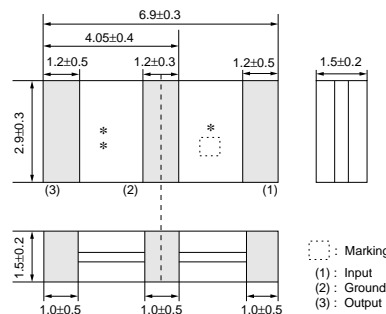 6.9±0.3
4.05±0.4
1.2±0.5 1.2±0.3 1.2±0.5 1.5±0.2
2.9±0.3
* *
*
(3) (2) (1)
1.5±0.2
: Marking
(1) : Input
(2) : Ground
(3) : Output
1.0±0.5 1.0±0.5 1.0±0.5